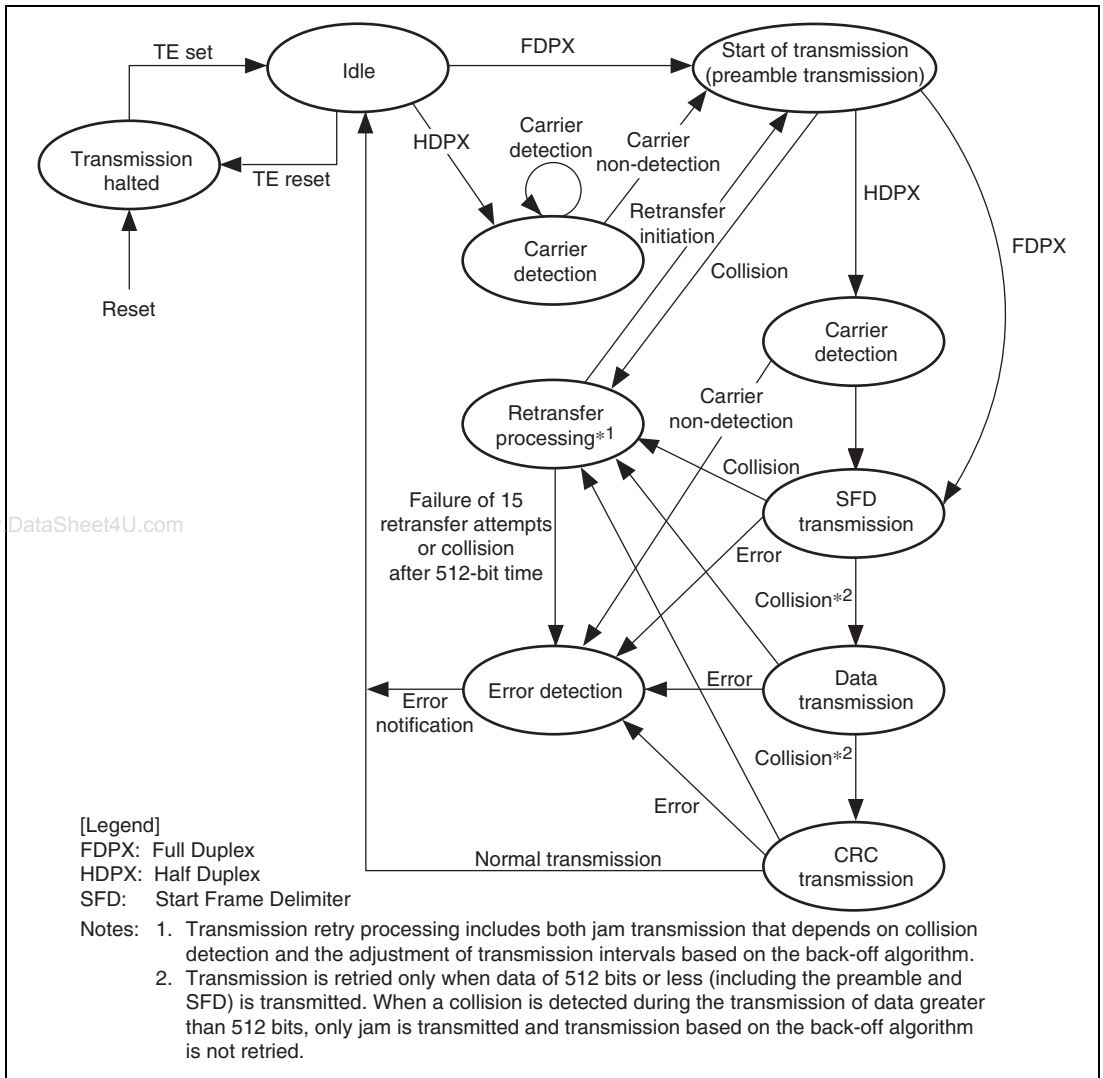 TE set
Idle
FDPX
Start of transmission
(preamble transmission)
Transmission
halted
TE reset
HDPX
Carrier
detection
Carrier
non-detection
HDPX
FDPX
Reset
Carrier
detection
Retransfer
initiation
Collision
Carrier
detection
Retransfer
processing*1
Carrier
non-detection
Collision
SFD
transmission
Failure of 15
retransfer attempts
or collision
after 512-bit time
DataSheet4U.com
Error
Collision*2
Error detection
Error
Data
transmission
Error
notification
Collision*2
Error
Normal transmission
CRC
transmission
[Legend]
FDPX: Full Duplex
HDPX: Half Duplex
SFD: Start Frame Delimiter
Notes: 1. Transmission retry processing includes both jam transmission that depends on collision
detection and the adjustment of transmission intervals based on the back-off algorithm.
2. Transmission is retried only when data of 512 bits or less (including the preamble and
SFD) is transmitted. When a collision is detected during the transmission of data greater
than 512 bits, only jam is transmitted and transmission based on the back-off algorithm
is not retried.